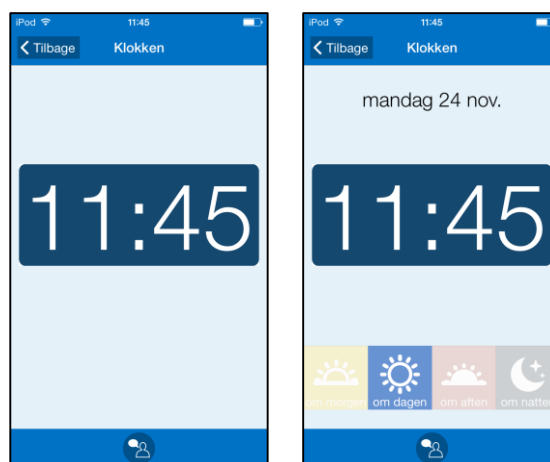 iPod 11:45
Tilbage Klokken
11:45
iPod 11:45
Tilbage Klokken
mandag 24 nov.
11:45
om morgen om dagen om aften om natten